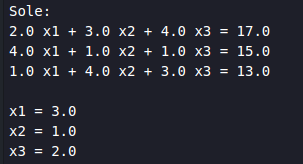 Sole:
2.0 x1 + 3.0 x2 + 4.0 x3 = 17.0
4.0 x1 + 1.0 x2 + 1.0 x3 = 15.0
1.0 x1 + 4.0 x2 + 3.0 x3 = 13.0
x1 = 3.0
x2 = 1.0
x3 = 2.0